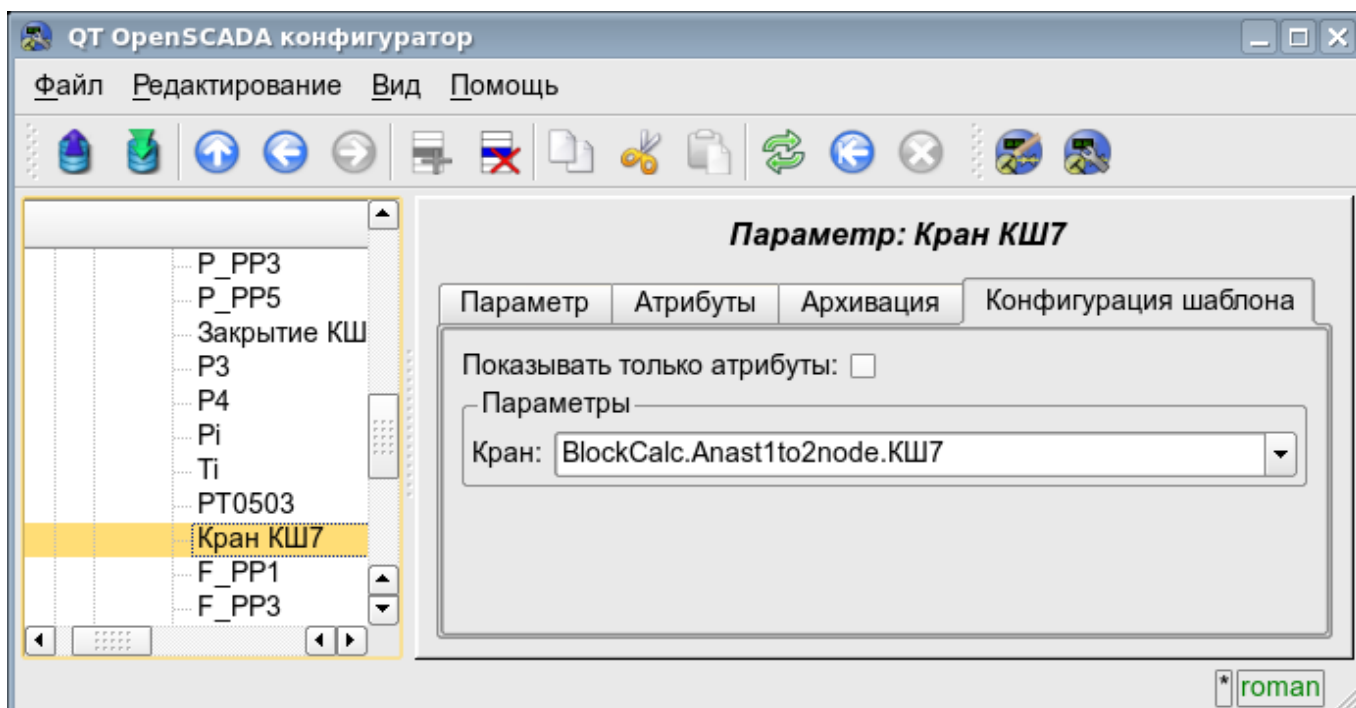 QT OpenSCADA конфигуратор
Файл Редактирование Вид Помощь
P_PP3
P_PP5
Закрытие КШ
P3
P4
Pi
Ti
PT0503
Кран КШ7
F_PP1
F_PP3
Параметр: Кран КШ7
Параметр Атрибуты Архивация Конфигурация шаблона
Показывать только атрибуты:
Параметры
Кран: BlockCalc.Anast1to2node.КШ7
* roman